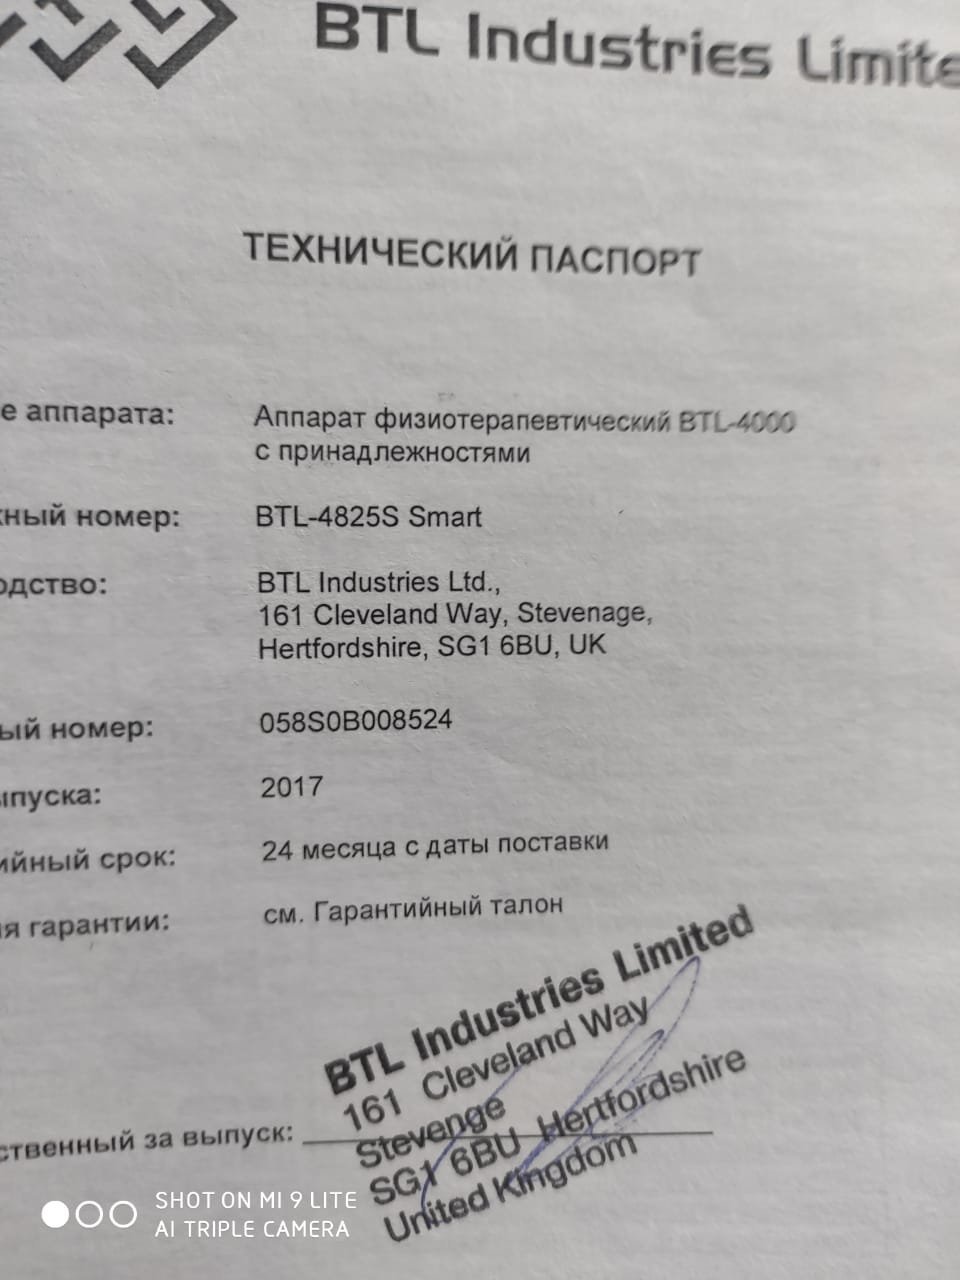 BTL Industries Limite
ТЕХНИЧЕСКИЙ ПАСПОРТ
е аппарата: Аппарат физиотерапевтический BTL-4000
с принадлежностями
ный номер: BTL-4825S Smart
одство: BTL Industries Ltd.,
161 Cleveland Way, Stevenage,
Hertfordshire, SG1 6BU, UK
ый номер: 058S0B008524
ыпуска: 2017
ийный срок: 24 месяца с даты поставки
я гарантии: см. Гарантийный талон
BTL Industries Limited
161 Cleveland Way
Stevenge
SG1 6BU Hertfordshire
United Kingdom
ственный за выпуск:
SHOT ON MI 9 LITE
AI TRIPLE CAMERA